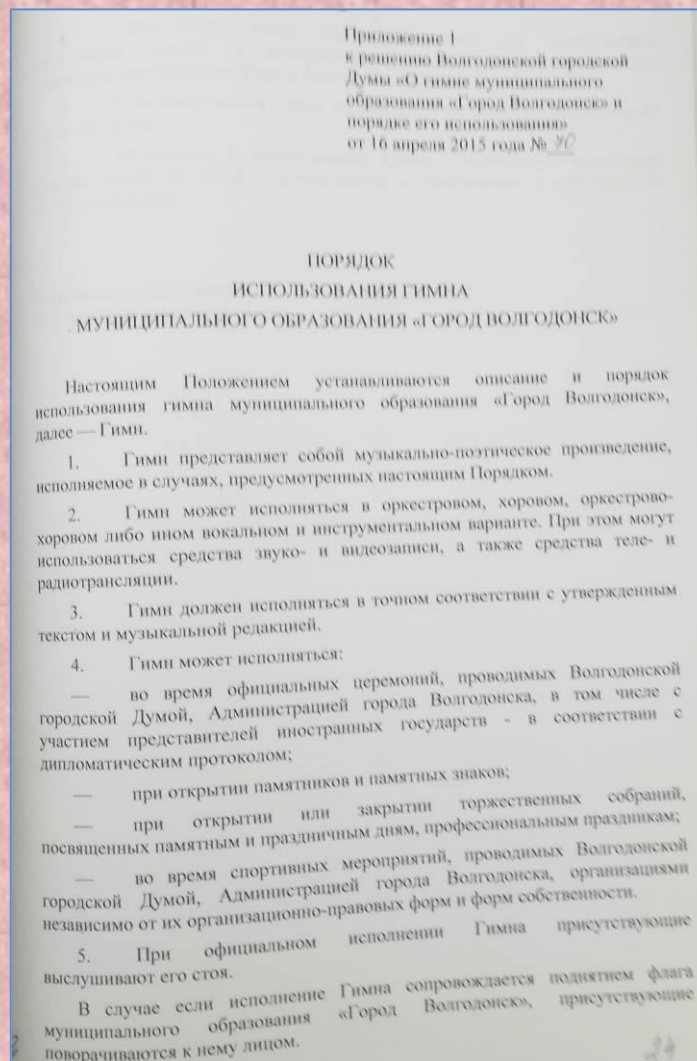 Приложение 1
к решению Волгодонской городской
Думы «О гимне муниципального
образования «Город Волгодонск» и
порядке его использования»
от 16 апреля 2015 года №
ПОРЯДОК
ИСПОЛЬЗОВАНИЯ ГИМНА
МУНИЦИПАЛЬНОГО ОБРАЗОВАНИЯ «ГОРОД ВОЛГОДОНСК»
Настоящим Положением устанавливаются описание и порядок
использования гимна муниципального образования «Город Волгодонск»,
далее — Гимн.
1. Гимн представляет собой музыкально-поэтическое произведение,
исполняемое в случаях, предусмотренных настоящим Порядком.
2. Гимн может исполняться в оркестровом, хоровом, оркестрово-
хоровом либо ином вокальном и инструментальном варианте. При этом могут
использоваться средства звуко- и видеозаписи, а также средства теле- и
радиотрансляции.
3. Гимн должен исполняться в точном соответствии с утвержденным
текстом и музыкальной редакцией.
4. Гимн может исполняться:
— во время официальных церемоний, проводимых Волгодонской
городской Думой, Администрацией города Волгодонска, в том числе с
участием представителей иностранных государств - в соответствии с
дипломатическим протоколом;
— при открытии памятников и памятных знаков;
— при открытии или закрытии торжественных собраний,
посвященных памятным и праздничным дням, профессиональным праздникам;
— во время спортивных мероприятий, проводимых Волгодонской
городской Думой, Администрацией города Волгодонска, организациями
независимо от их организационно-правовых форм и форм собственности.
5. При официальном исполнении Гимна присутствующие
выслушивают его стоя.
В случае если исполнение Гимна сопровождается поднятием флага
муниципального образования «Город Волгодонск», присутствующие
поворачиваются к нему лицом.